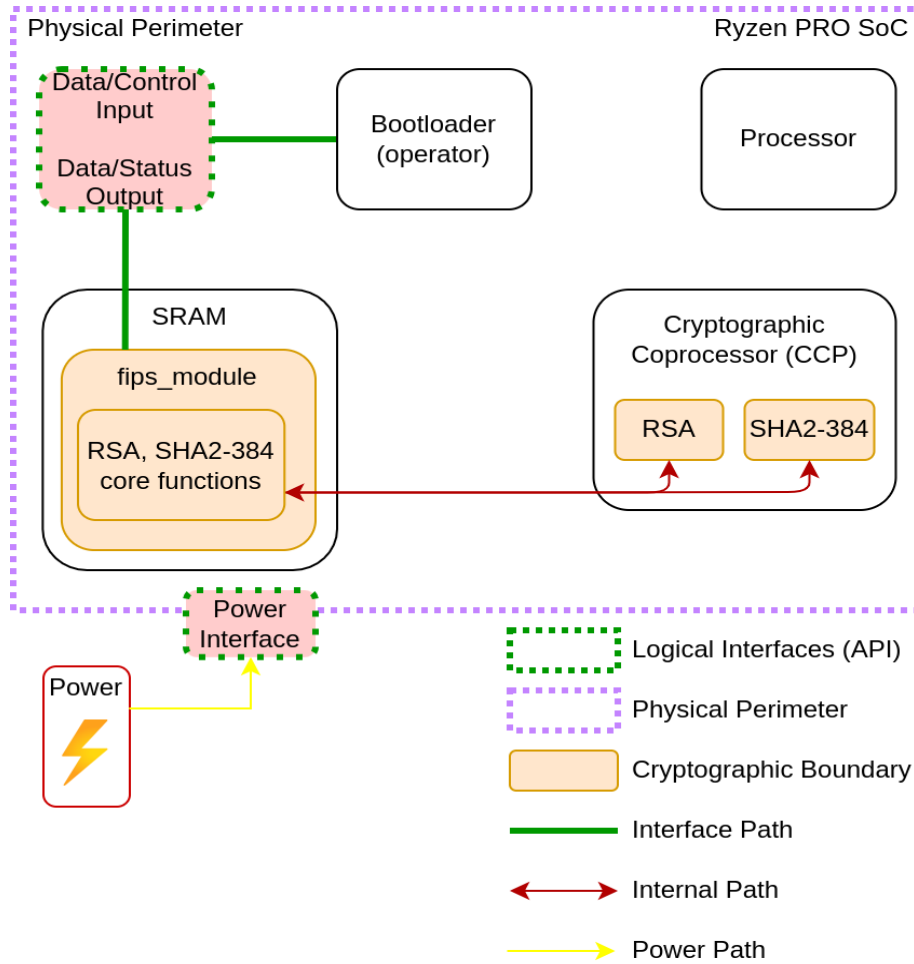 Physical Perimeter
Ryzen PRO SoC
Data/Control
Input
Data/Status
Output
Bootloader
(operator)
Processor
SRAM
fips_module
RSA, SHA2-384
core functions
Cryptographic
Coprocessor (CCP)
RSA
SHA2-384
Power
Interface
Power
Logical Interfaces (API)
Physical Perimeter
Cryptographic Boundary
Interface Path
Internal Path
Power Path